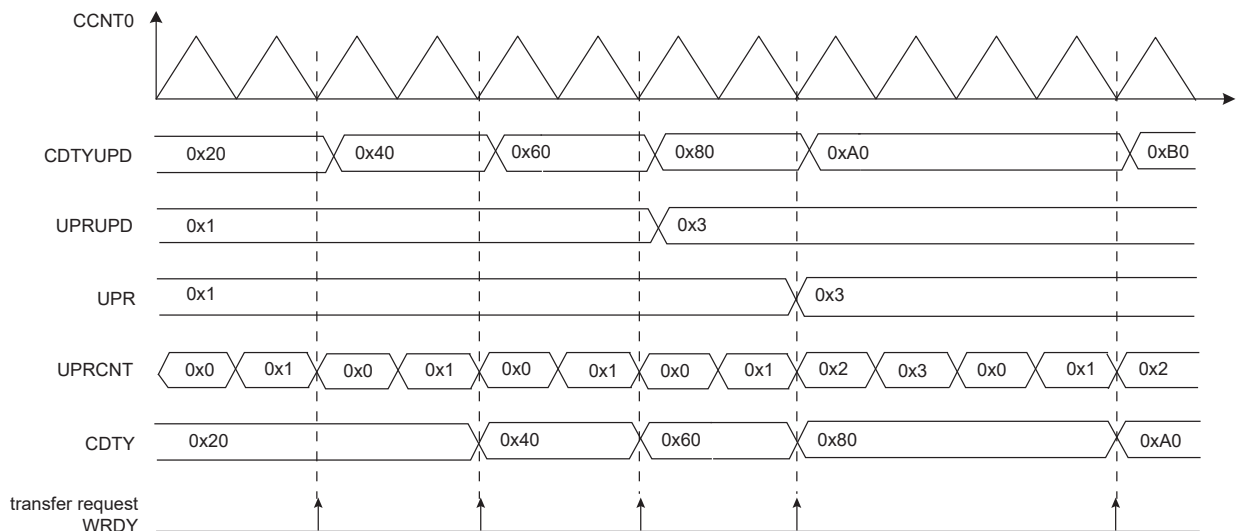 CCNT0
CDTYUPD 0x20 0x40 0x60 0x80 0xA0 0xB0
UPRUPD 0x1 0x3
UPR 0x1 0x3
UPRCNT 0x0 0x1 0x0 0x1 0x0 0x1 0x0 0x1 0x2 0x3 0x0 0x1 0x2
CDTY 0x20 0x40 0x60 0x80 0xA0
transfer request
WRDY